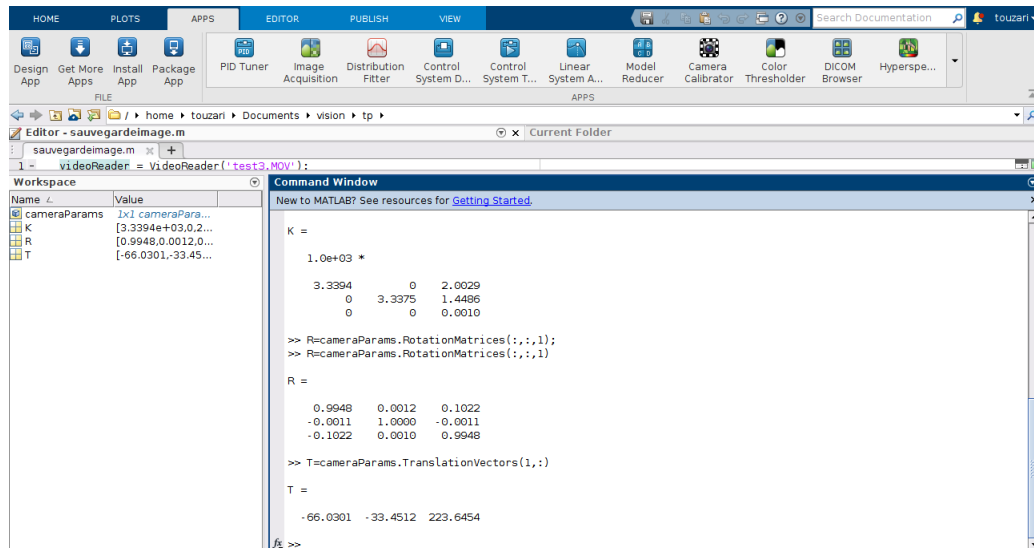 HOME PLOTS APPS EDITOR PUBLISH VIEW Search Documentation touzari
Design App Get More Apps Install App Package App PID Tuner Image Acquisition Distribution Fitter Control System D... Control System T... Linear System A... Model Reducer Camera Calibrator Color Thresholder DICOM Browser Hyperspe...
FILE APPS
/ home touzari Documents vision tp
Editor - sauvegardeimage.m Current Folder
sauvegardeimage.m
1 - videoReader = VideoReader('test3.MOV');
Workspace
Name Value
cameraParams 1x1 cameraPara...
K [3.3394e+03,0,2...
R [0.9948,0.0012,0...
T [-66.0301,-33.45...
Command Window
New to MATLAB? See resources for Getting Started.
K =
1.0e+03 *
3.3394 0 2.0029
0 3.3375 1.4486
0 0 0.0010
>> R=cameraParams.RotationMatrices(:,:,1);
>> R=cameraParams.RotationMatrices(:,:,1)
R =
0.9948 0.0012 0.1022
-0.0011 1.0000 -0.0011
-0.1022 0.0010 0.9948
>> T=cameraParams.TranslationVectors(1,:)
T =
-66.0301 -33.4512 223.6454
fx >>